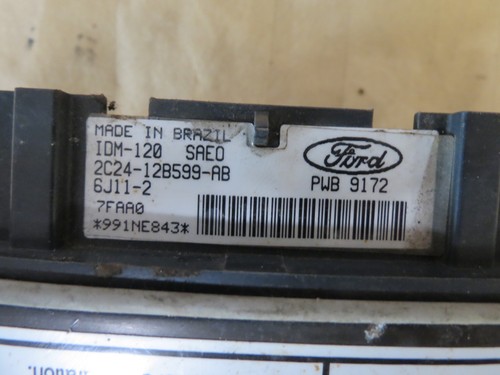 MADE IN BRAZIL
IDM-120 SAEO
2C24-12B599-AB
6J11-2
7FAA0
*991NE843*
Ford
PWB 9172